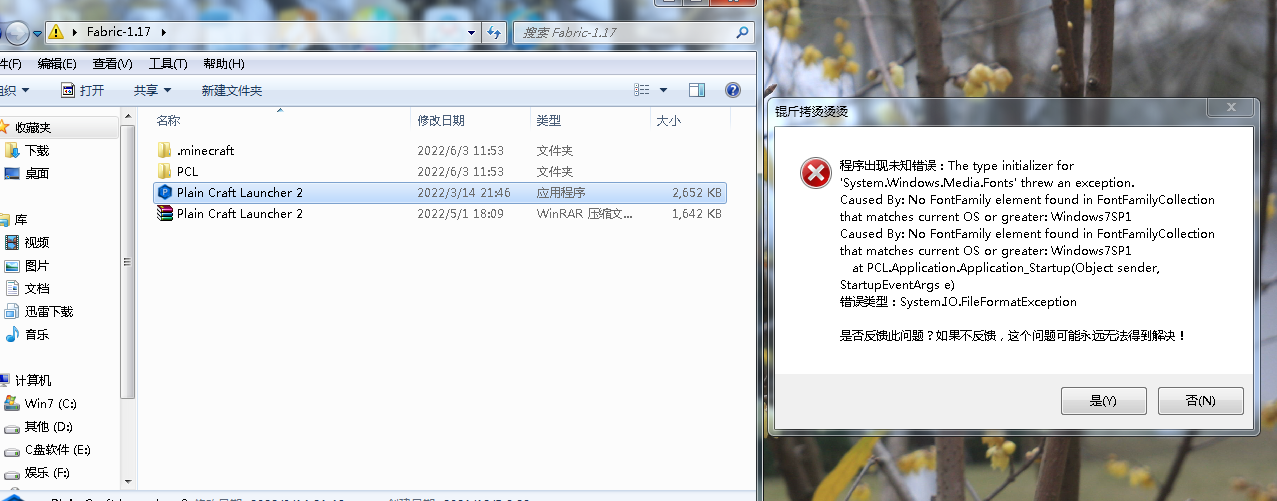 Fabric-1.17
搜索 Fabric-1.17
件(F) 编辑(E) 查看(V) 工具(T) 帮助(H)
组织 打开 共享 新建文件夹
名称 修改日期 类型 大小
收藏夹
下载
桌面
库
视频
图片
文档
迅雷下载
音乐
计算机
Win7 (C:)
其他 (D:)
C盘软件 (E:)
娱乐 (F:)
.minecraft 2022/6/3 11:53 文件夹
PCL 2022/6/3 11:53 文件夹
Plain Craft Launcher 2 2022/3/14 21:46 应用程序 2,652 KB
Plain Craft Launcher 2 2022/5/1 18:09 WinRAR 压缩文... 1,642 KB
锟斤拷烫烫烫
程序出现未知错误：The type initializer for
'System.Windows.Media.Fonts' threw an exception.
Caused By: No FontFamily element found in FontFamilyCollection
that matches current OS or greater: Windows7SP1
Caused By: No FontFamily element found in FontFamilyCollection
that matches current OS or greater: Windows7SP1
at PCL.Application.Application_Startup(Object sender,
StartupEventArgs e)
错误类型：System.IO.FileFormatException
是否反馈此问题？如果不反馈，这个问题可能永远无法得到解决！
是(Y) 否(N)